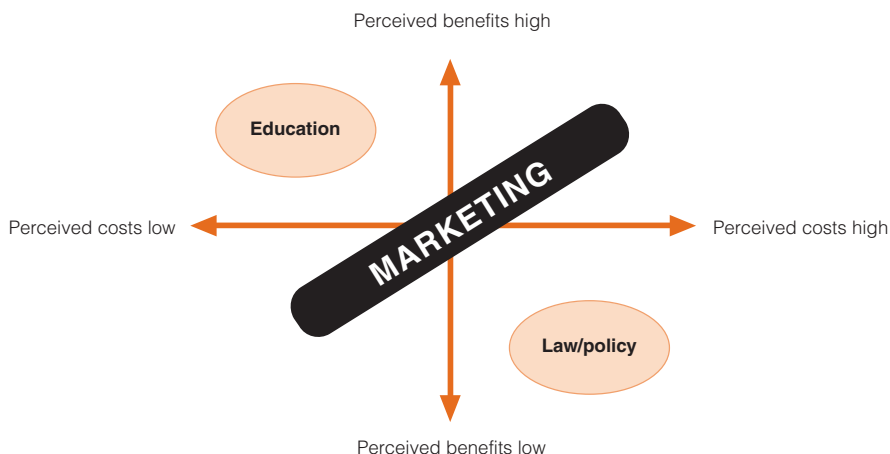 Perceived benefits high
Education
MARKETING
Perceived costs low
Perceived costs high
Law/policy
Perceived benefits low